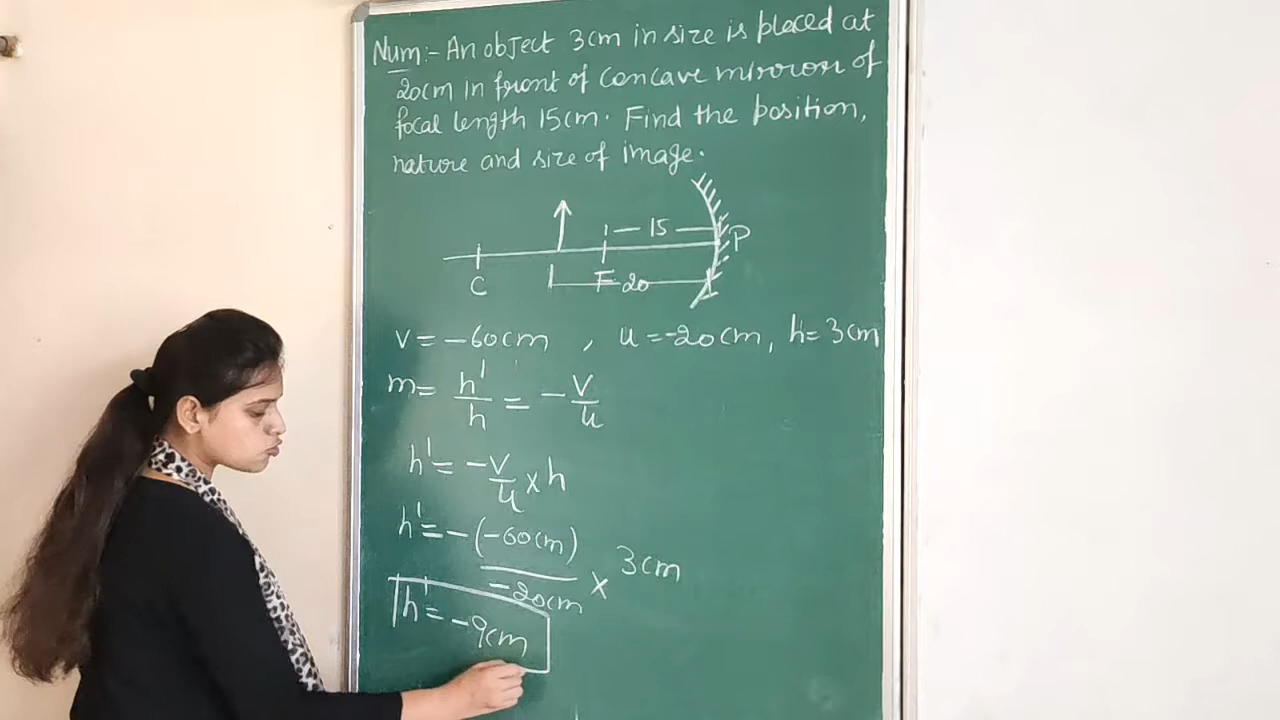 Num:- An object 3cm in size is placed at
20cm in front of concave mirror of
focal length 15cm. Find the position,
nature and size of image.
15
P
C
F
20
v = -60cm , u = -20cm, h = 3cm
m = h'/h = -v/u
h' = -v/u × h
h' = -(-60cm)/-20cm × 3cm
h' = -9cm